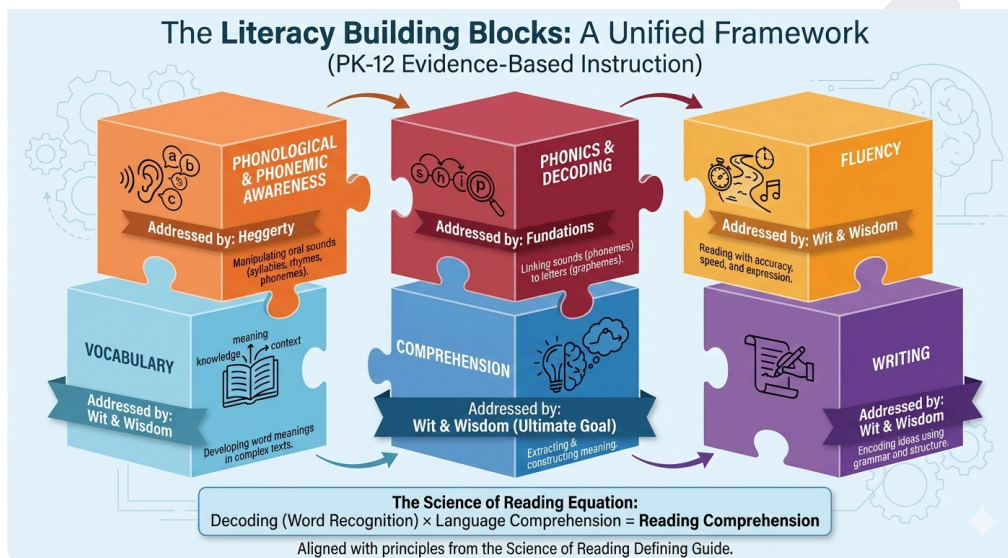 The Literacy Building Blocks: A Unified Framework
(PK-12 Evidence-Based Instruction)
a
b
s
c
PHONOLOGICAL
& PHONEMIC
AWARENESS
Addressed by: Heggerty
Manipulating oral sounds
(syllabies, rhymes,
phonemes).
s h i p
PHONICS &
DECODING
Addressed by: Fundations
Linking sounds (phonemes)
to letters (graphemes).
FLUENCY
Addressed by: Wit & Wisdom
Reading with accuracy,
speed, and expression.
VOCABULARY
meaning
knowledge
context
Addressed by:
Wit & Wisdom
Developing word meanings
in complex texts.
COMPREHENSION
Addressed by:
Wit & Wisdom (Ultimate Goal)
Extracting &
constructing meaning.
WRITING
Addressed by:
Wit & Wisdom
Encoding ideas using
grammar and structure.
The Science of Reading Equation:
Decoding (Word Recognition) × Language Comprehension = Reading Comprehension
Aligned with principles from the Science of Reading Defining Guide.